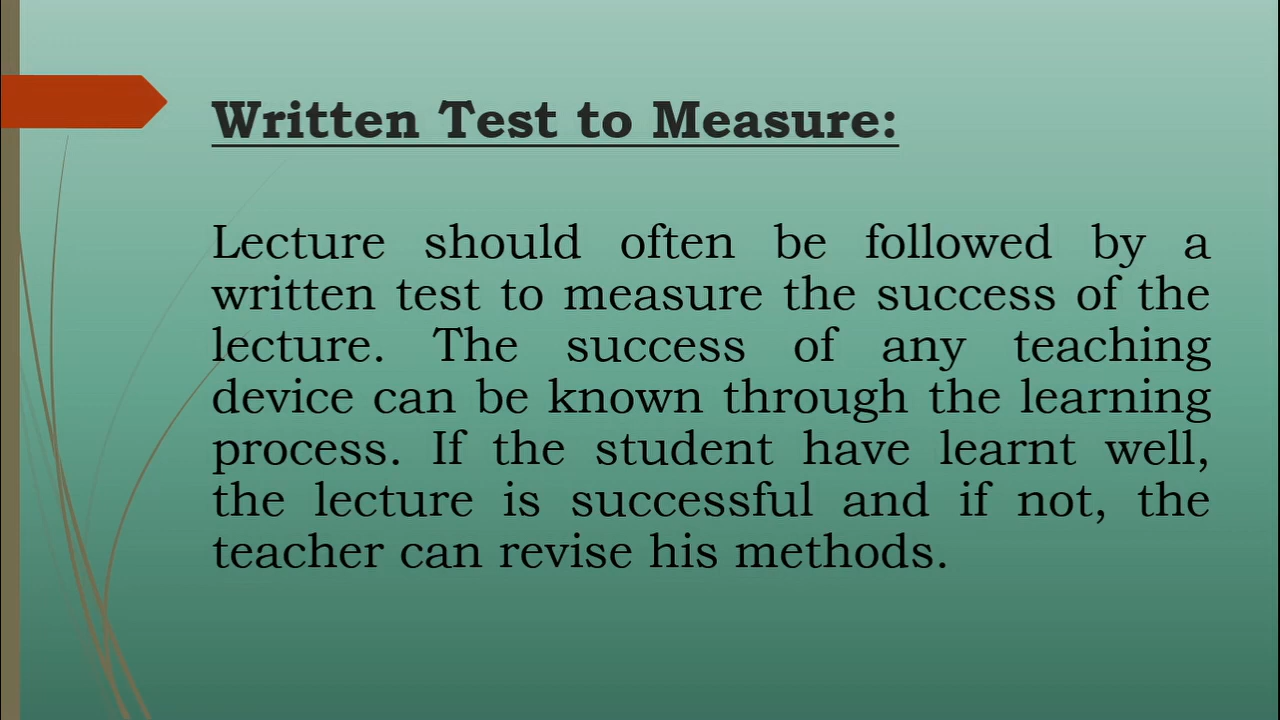 Written Test to Measure:
Lecture should often be followed by a
written test to measure the success of the
lecture. The success of any teaching
device can be known through the learning
process. If the student have learnt well,
the lecture is successful and if not, the
teacher can revise his methods.